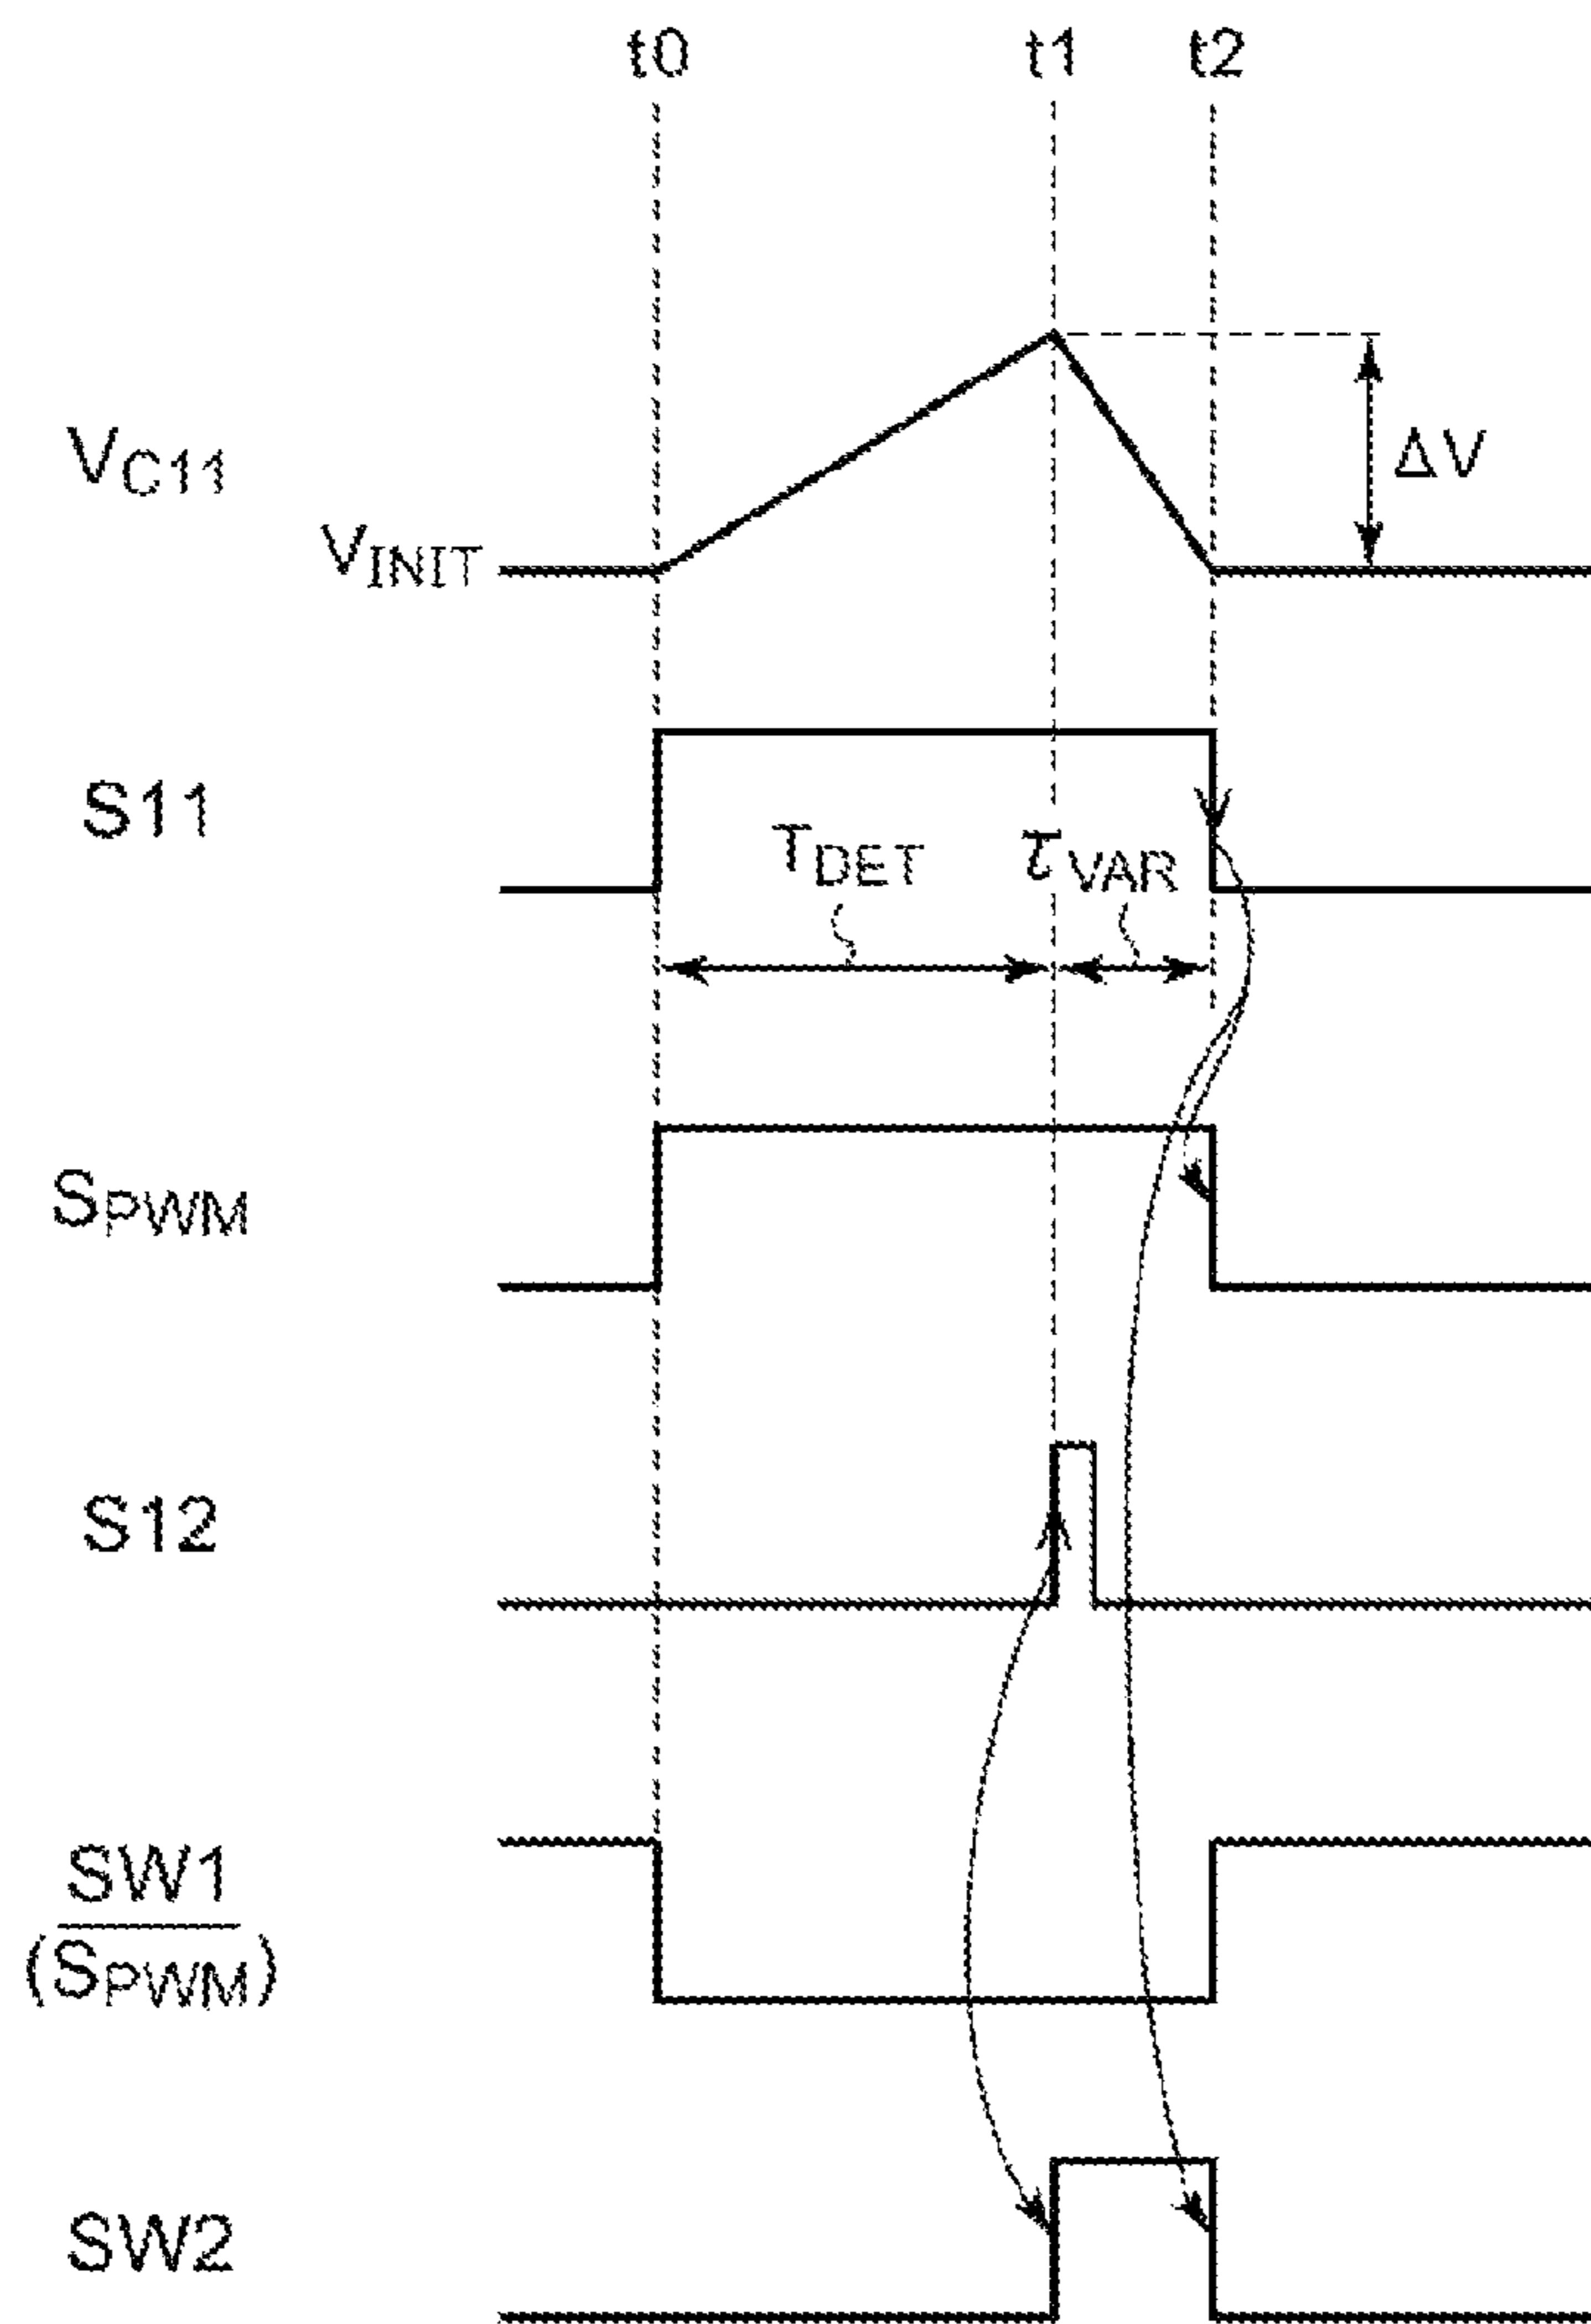 t0 t1 t2
VC11
VINIT
ΔV
S11
TDET τVAR
SPWM
S12
SW1
(SPWM)
SW2